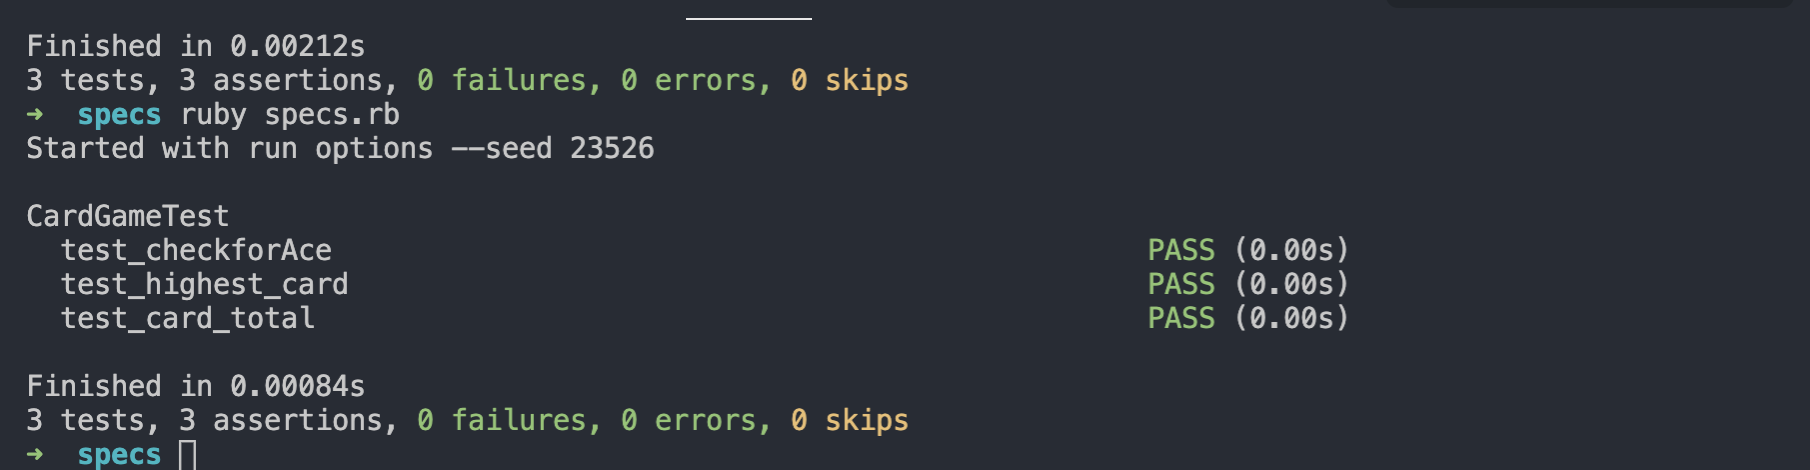 Finished in 0.00212s
3 tests, 3 assertions, 0 failures, 0 errors, 0 skips
➜  specs ruby specs.rb
Started with run options --seed 23526
CardGameTest
  test_checkforAce PASS (0.00s)
  test_highest_card PASS (0.00s)
  test_card_total PASS (0.00s)
Finished in 0.00084s
3 tests, 3 assertions, 0 failures, 0 errors, 0 skips
➜  specs